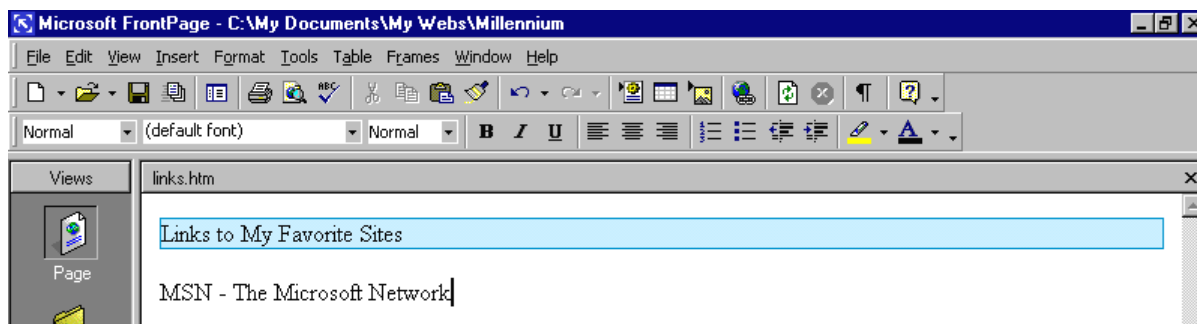 Microsoft FrontPage - C:\My Documents\My Webs\Millennium
File Edit View Insert Format Tools Table Frames Window Help
ABC
Normal (default font) Normal B I U A
Views links.htm
Links to My Favorite Sites
Page
MSN - The Microsoft Network